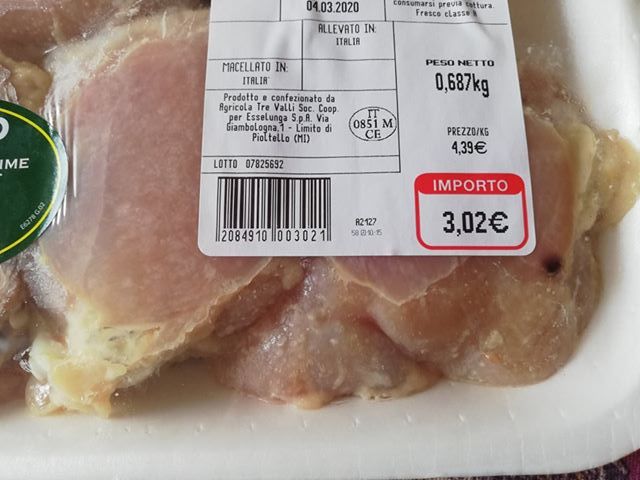 04.03.2020
consumarsi previa cottura.
Fresco classe A
ALLEVATO IN:
ITALIA
MACELLATO IN:
ITALIA
PESO NETTO
0,687kg
Prodotto e confezionato da
Agricola Tre Valli Soc. Coop.
per Esselunga S.p.A. Via
Giambologna,1 - Limito di
Pioltello (MI)
IT
0851 M
CE
PREZZO/KG
4,39€
LOTTO 07825692
IMPORTO
3,02€
2084910 003021
A2127
IME